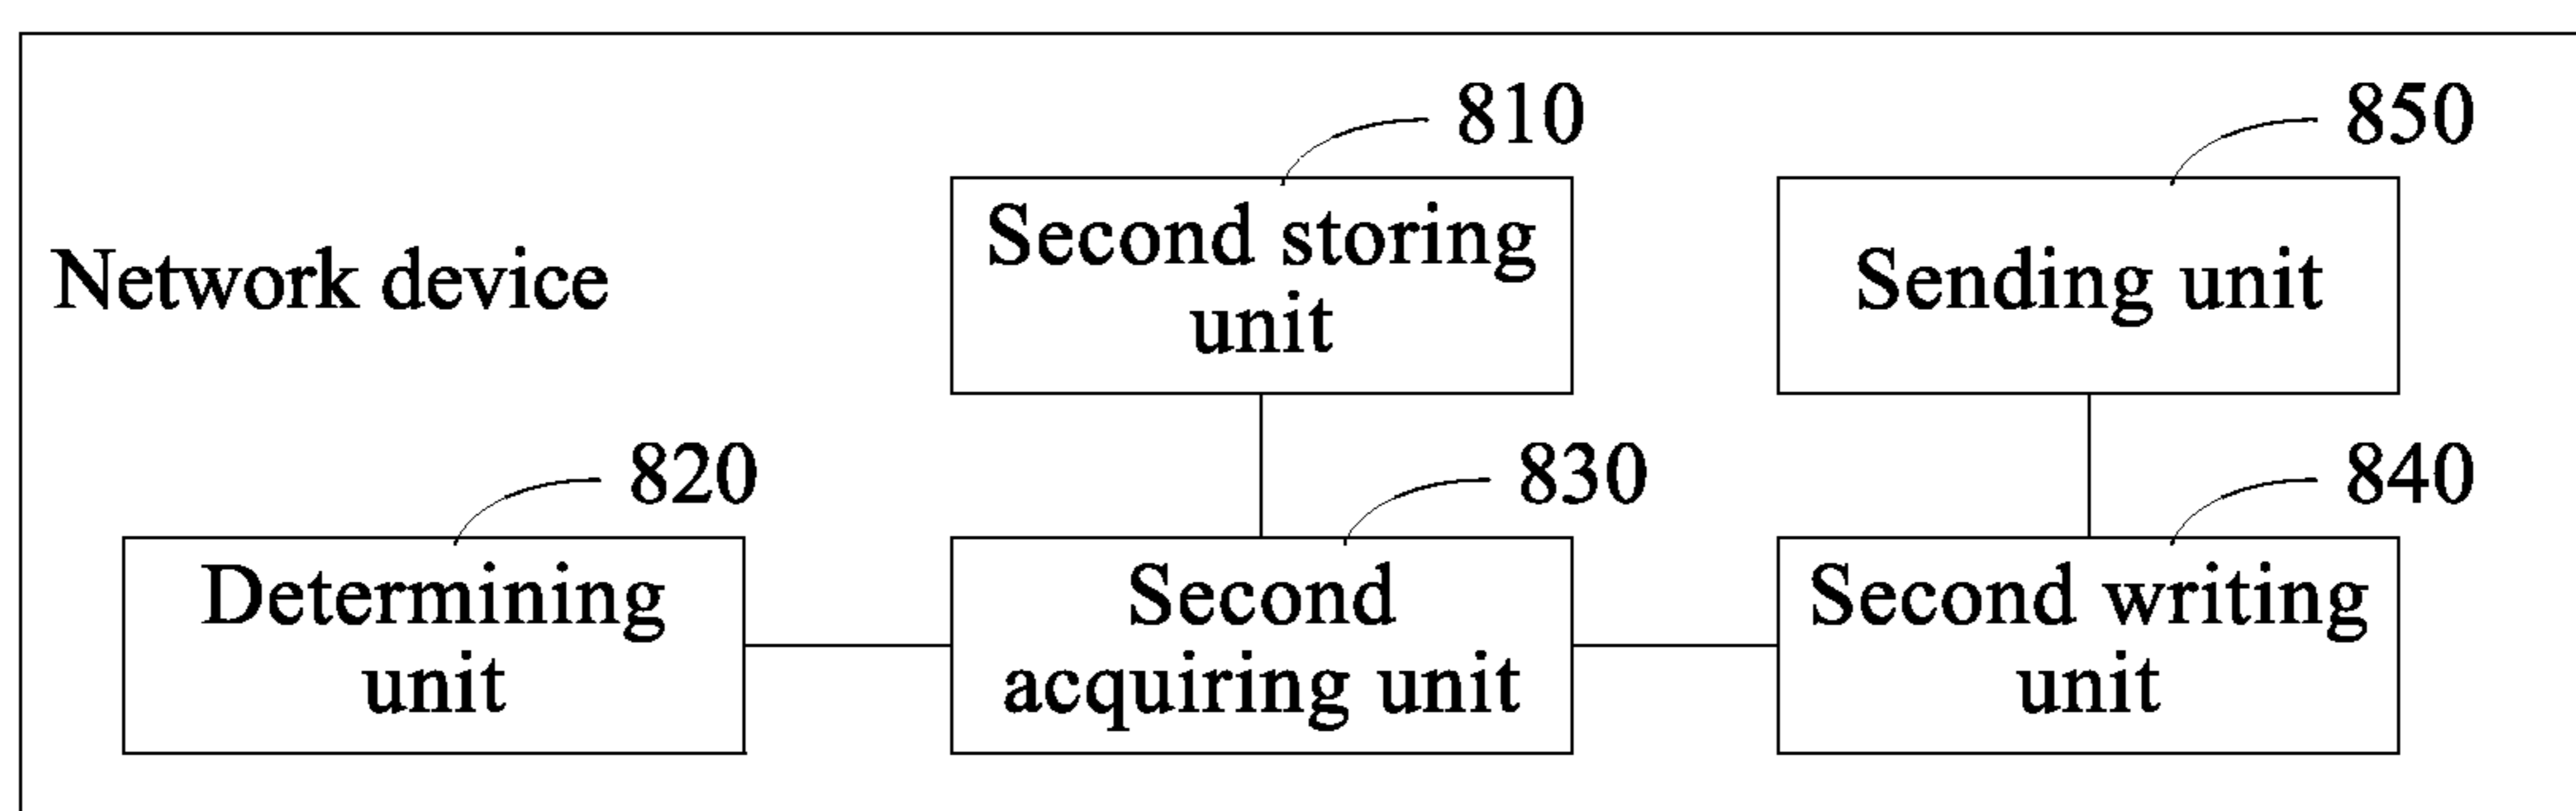 810
850
Network device
Second storing
unit
Sending unit
820
830
840
Determining
unit
Second
acquiring unit
Second writing
unit